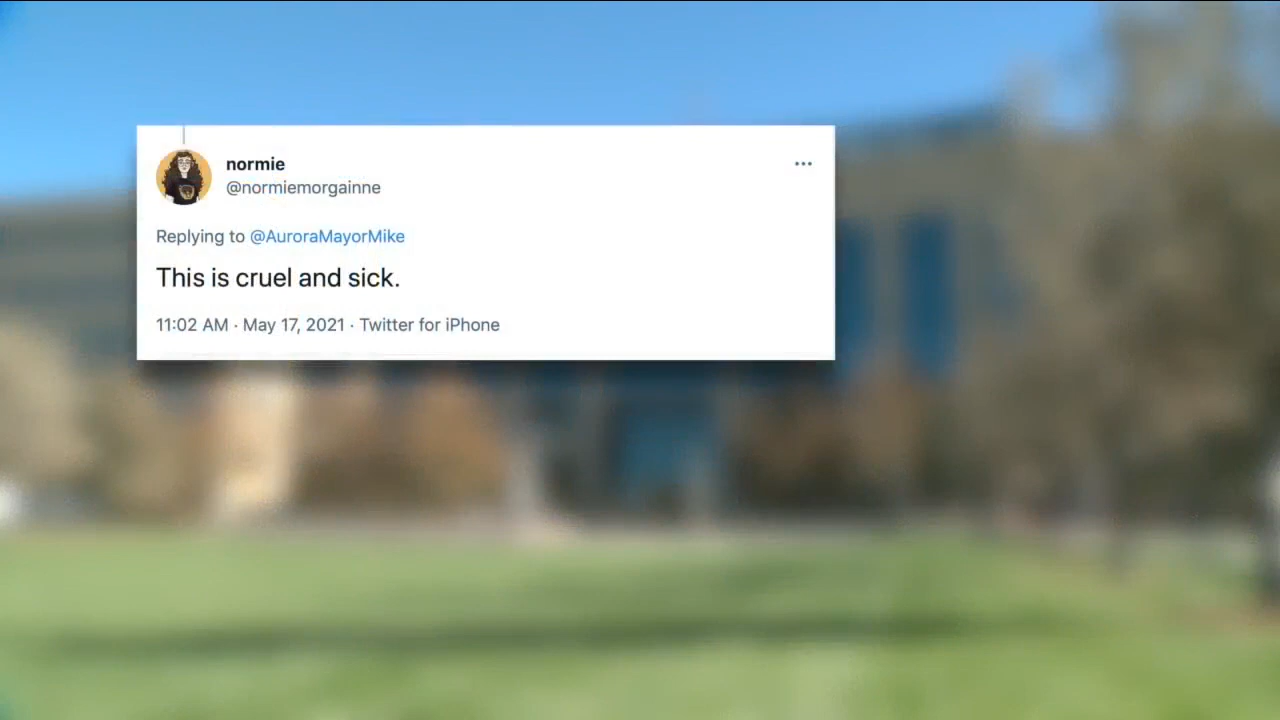 normie
@normiemorgainne
Replying to @AuroraMayorMike
This is cruel and sick.
11:02 AM · May 17, 2021 · Twitter for iPhone